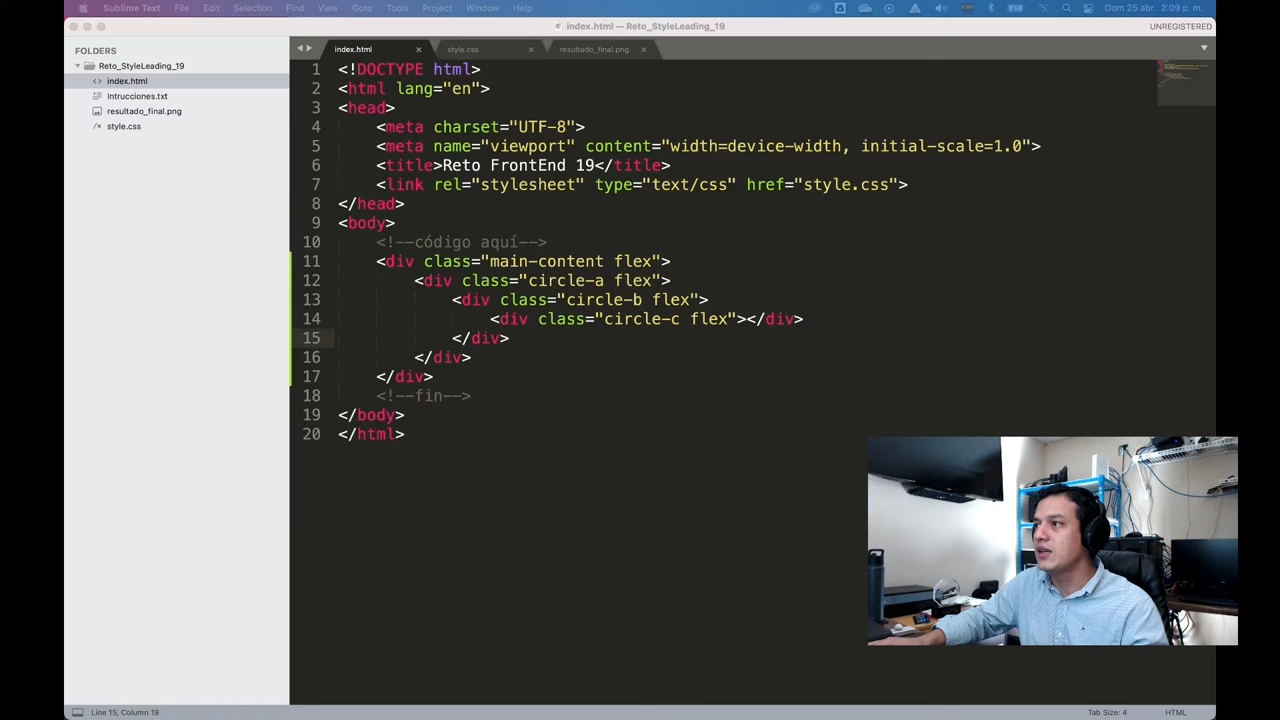 Sublime Text File Edit Selection Find View Goto Tools Project Window Help Dom 25 abr. 2:09 p. m.
index.html — Reto_StyleLeading_19 UNREGISTERED
FOLDERS
Reto_StyleLeading_19
<> index.html
Intrucciones.txt
resultado_final.png
/* style.css
index.html × style.css × resultado_final.png ×
1 <!DOCTYPE html>
2 <html lang="en">
3 <head>
4 <meta charset="UTF-8">
5 <meta name="viewport" content="width=device-width, initial-scale=1.0">
6 <title>Reto FrontEnd 19</title>
7 <link rel="stylesheet" type="text/css" href="style.css">
8 </head>
9 <body>
10 <!--código aquí-->
11 <div class="main-content flex">
12 <div class="circle-a flex">
13 <div class="circle-b flex">
14 <div class="circle-c flex"></div>
15 </div>
16 </div>
17 </div>
18 <!--fin-->
19 </body>
20 </html>
Line 15, Column 19 Tab Size: 4 HTML